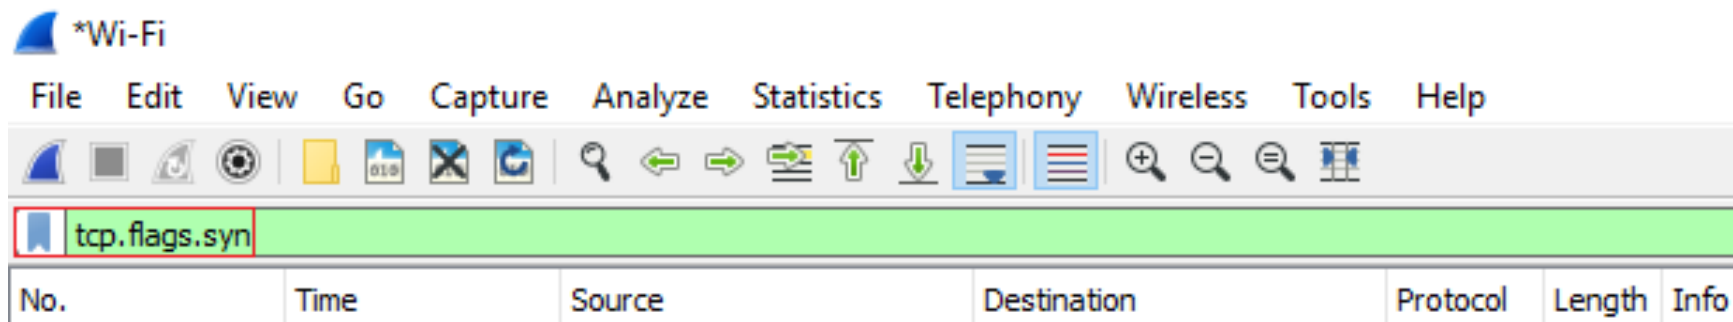 *Wi-Fi
File Edit View Go Capture Analyze Statistics Telephony Wireless Tools Help
010
tcp.flags.syn
No. Time Source Destination Protocol Length Info